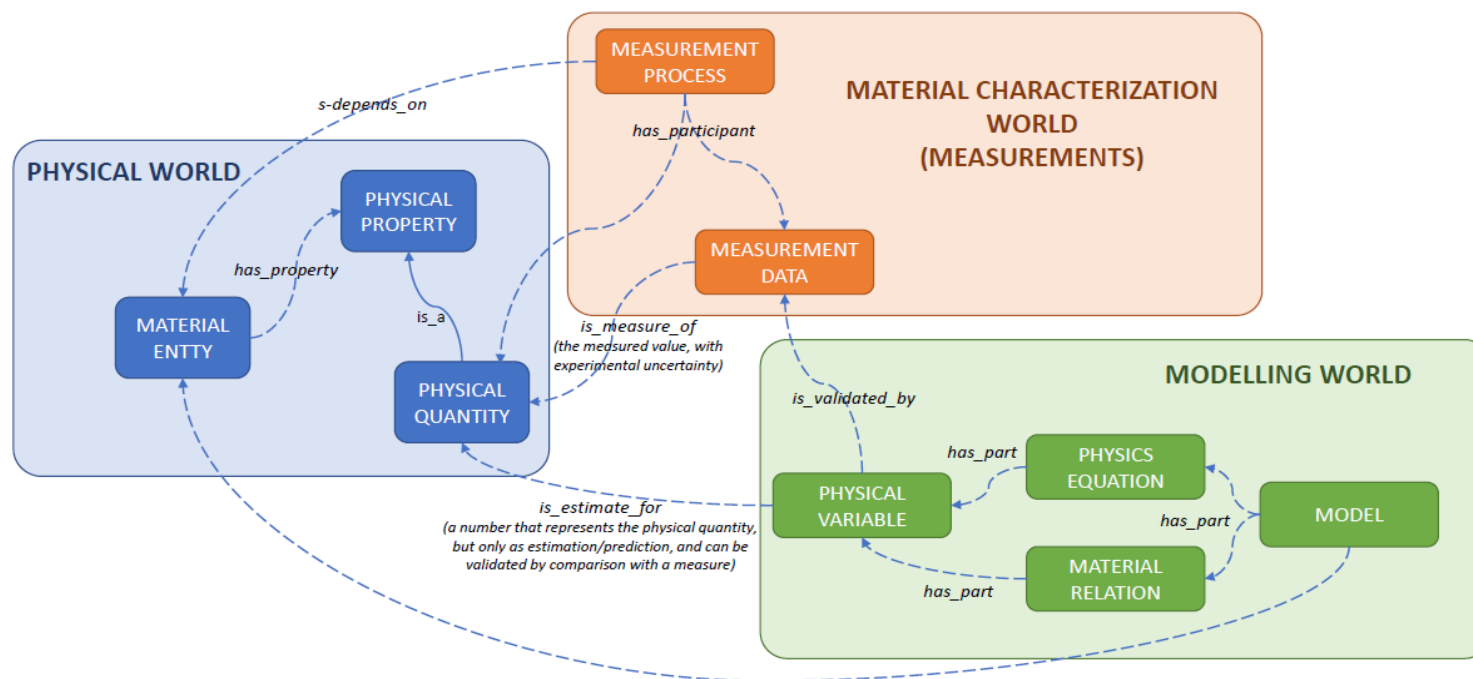 MEASUREMENT
PROCESS
MATERIAL CHARACTERIZATION
WORLD
(MEASUREMENTS)
s-depends_on
has_participant
PHYSICAL WORLD
PHYSICAL
PROPERTY
has_property
MEASUREMENT
DATA
MATERIAL
ENTTY
is_a
is_measure_of
(the measured value, with
experimental uncertainty)
PHYSICAL
QUANTITY
MODELLING WORLD
is_validated_by
has_part
PHYSICS
EQUATION
PHYSICAL
VARIABLE
is_estimate_for
(a number that represents the physical quantity,
but only as estimation/prediction, and can be
validated by comparison with a measure)
has_part
MODEL
MATERIAL
RELATION
has_part